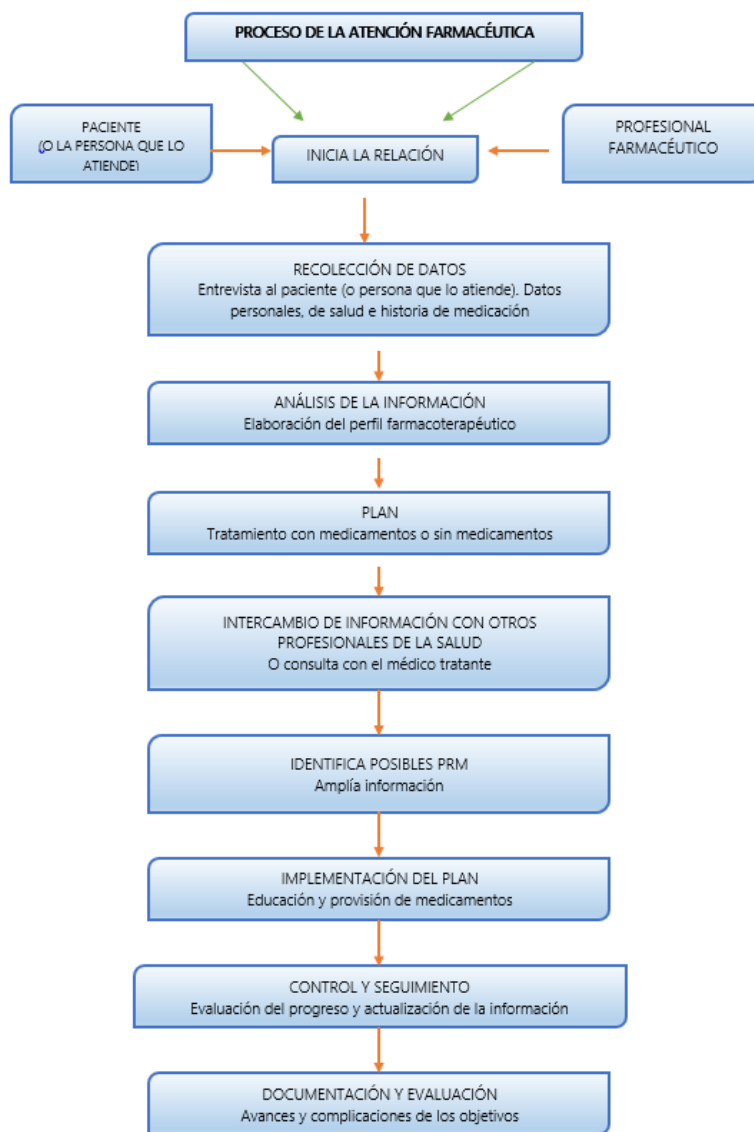 PROCESO DE LA ATENCIÓN FARMACÉUTICA
PACIENTE
(O LA PERSONA QUE LO
ATIENDE)
INICIA LA RELACIÓN
PROFESIONAL
FARMACÉUTICO
RECOLECCIÓN DE DATOS
Entrevista al paciente (o persona que lo atiende). Datos
personales, de salud e historia de medicación
ANÁLISIS DE LA INFORMACIÓN
Elaboración del perfil farmacoterapéutico
PLAN
Tratamiento con medicamentos o sin medicamentos
INTERCAMBIO DE INFORMACIÓN CON OTROS
PROFESIONALES DE LA SALUD
O consulta con el médico tratante
IDENTIFICA POSIBLES PRM
Amplía información
IMPLEMENTACIÓN DEL PLAN
Educación y provisión de medicamentos
CONTROL Y SEGUIMIENTO
Evaluación del progreso y actualización de la información
DOCUMENTACIÓN Y EVALUACIÓN
Avances y complicaciones de los objetivos